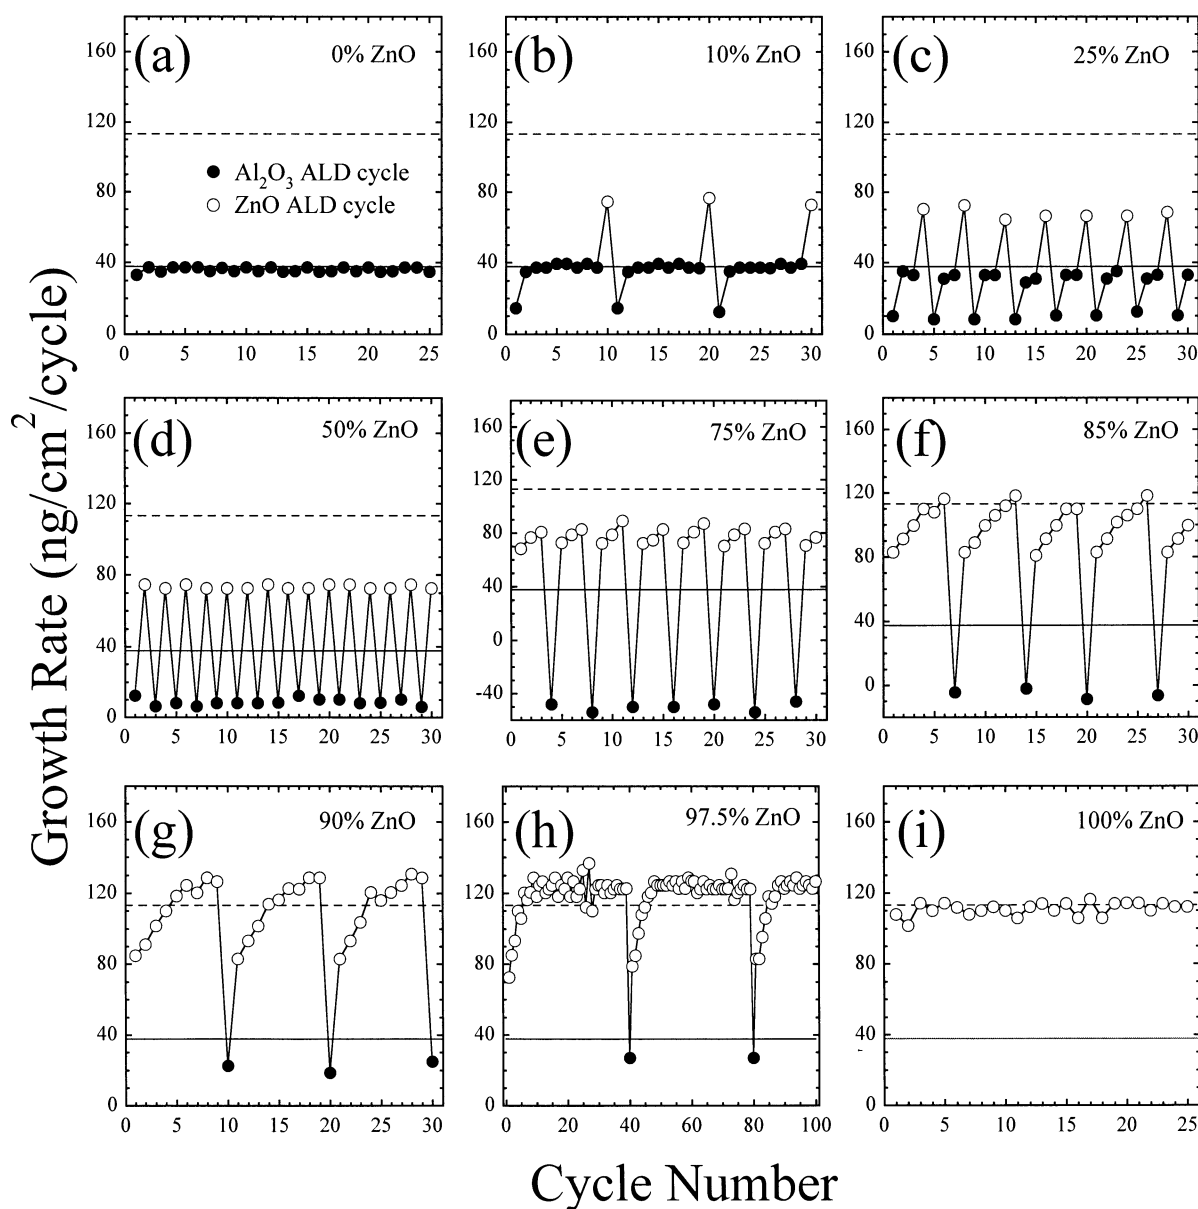 (a) 0% ZnO
160
120
80
40
0
0 5 10 15 20 25
● Al₂O₃ ALD cycle
○ ZnO ALD cycle
(b) 10% ZnO
160
120
80
40
0
0 5 10 15 20 25 30
(c) 25% ZnO
160
120
80
40
0
0 5 10 15 20 25 30
(d) 50% ZnO
160
120
80
40
0
0 5 10 15 20 25 30
(e) 75% ZnO
160
120
80
40
0
-40
0 5 10 15 20 25 30
(f) 85% ZnO
160
120
80
40
0
0 5 10 15 20 25 30
(g) 90% ZnO
160
120
80
40
0
0 5 10 15 20 25 30
(h) 97.5% ZnO
160
120
80
40
0
0 20 40 60 80 100
(i) 100% ZnO
160
120
80
40
0
0 5 10 15 20 25
Growth Rate (ng/cm²/cycle)
Cycle Number